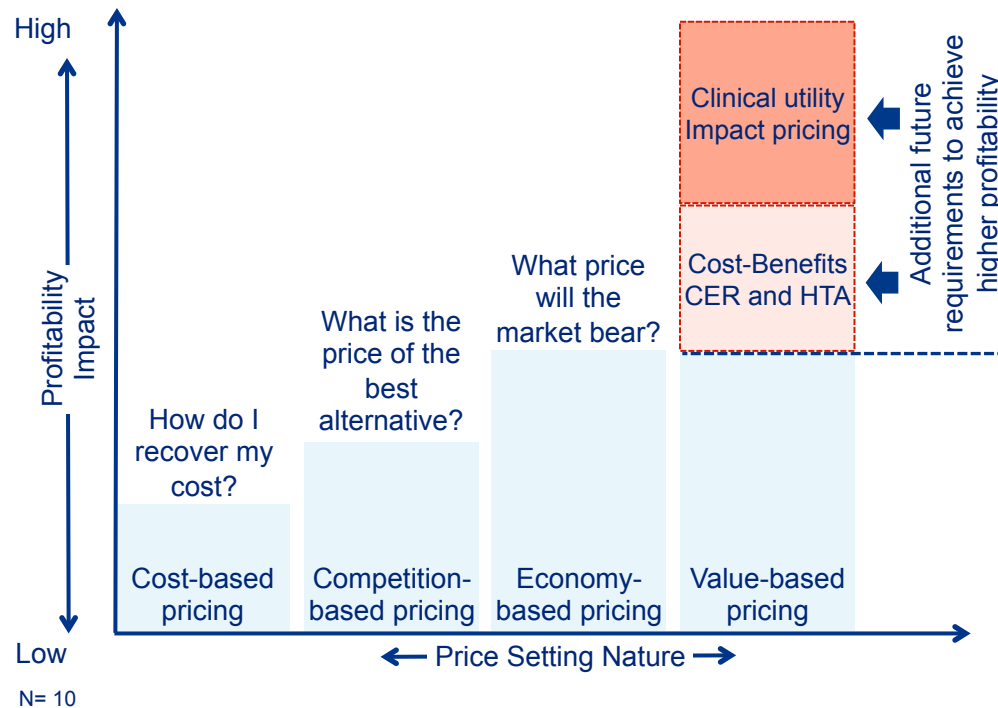 High
Profitability
Impact
Low
How do I
recover my
cost?
Cost-based
pricing
What is the
price of the
best
alternative?
Competition-
based pricing
What price
will the
market bear?
Economy-
based pricing
Clinical utility
Impact pricing
Cost-Benefits
CER and HTA
Value-based
pricing
Additional future
requirements to achieve
higher profitability
Price Setting Nature
N= 10